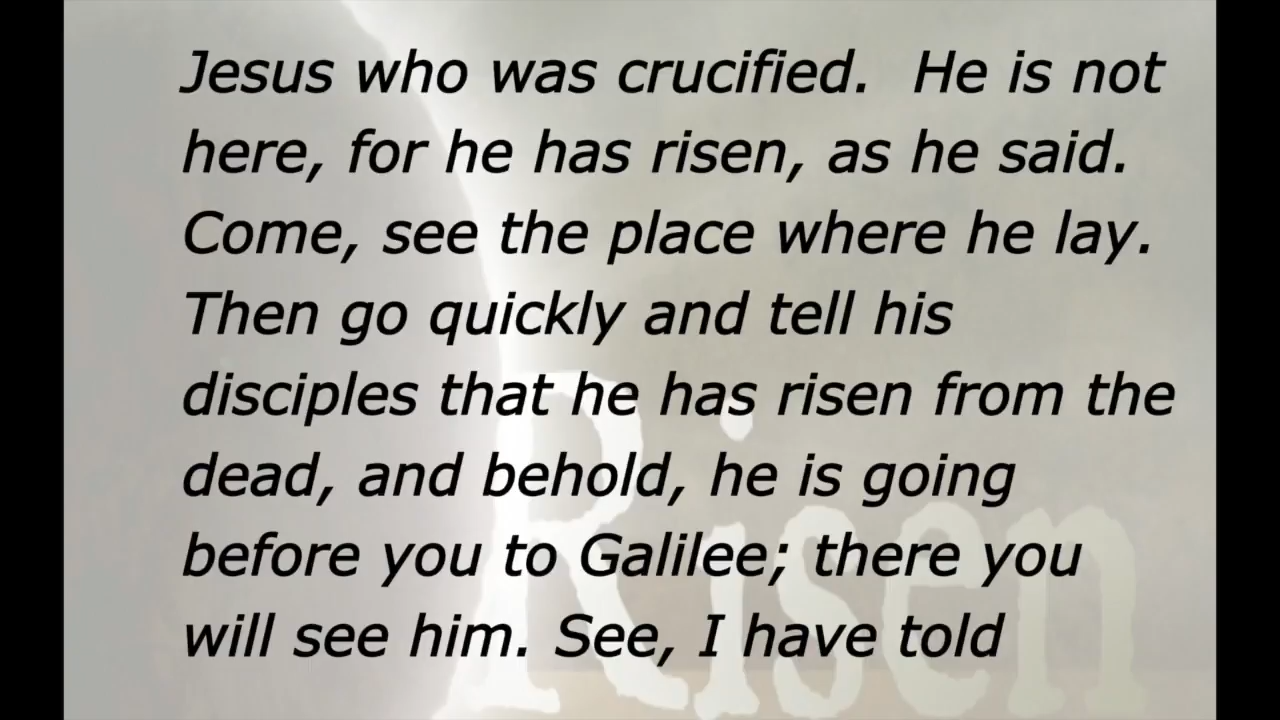 Jesus who was crucified.  He is not
here, for he has risen, as he said.
Come, see the place where he lay.
Then go quickly and tell his
disciples that he has risen from the
dead, and behold, he is going
before you to Galilee; there you
will see him. See, I have told
Risen